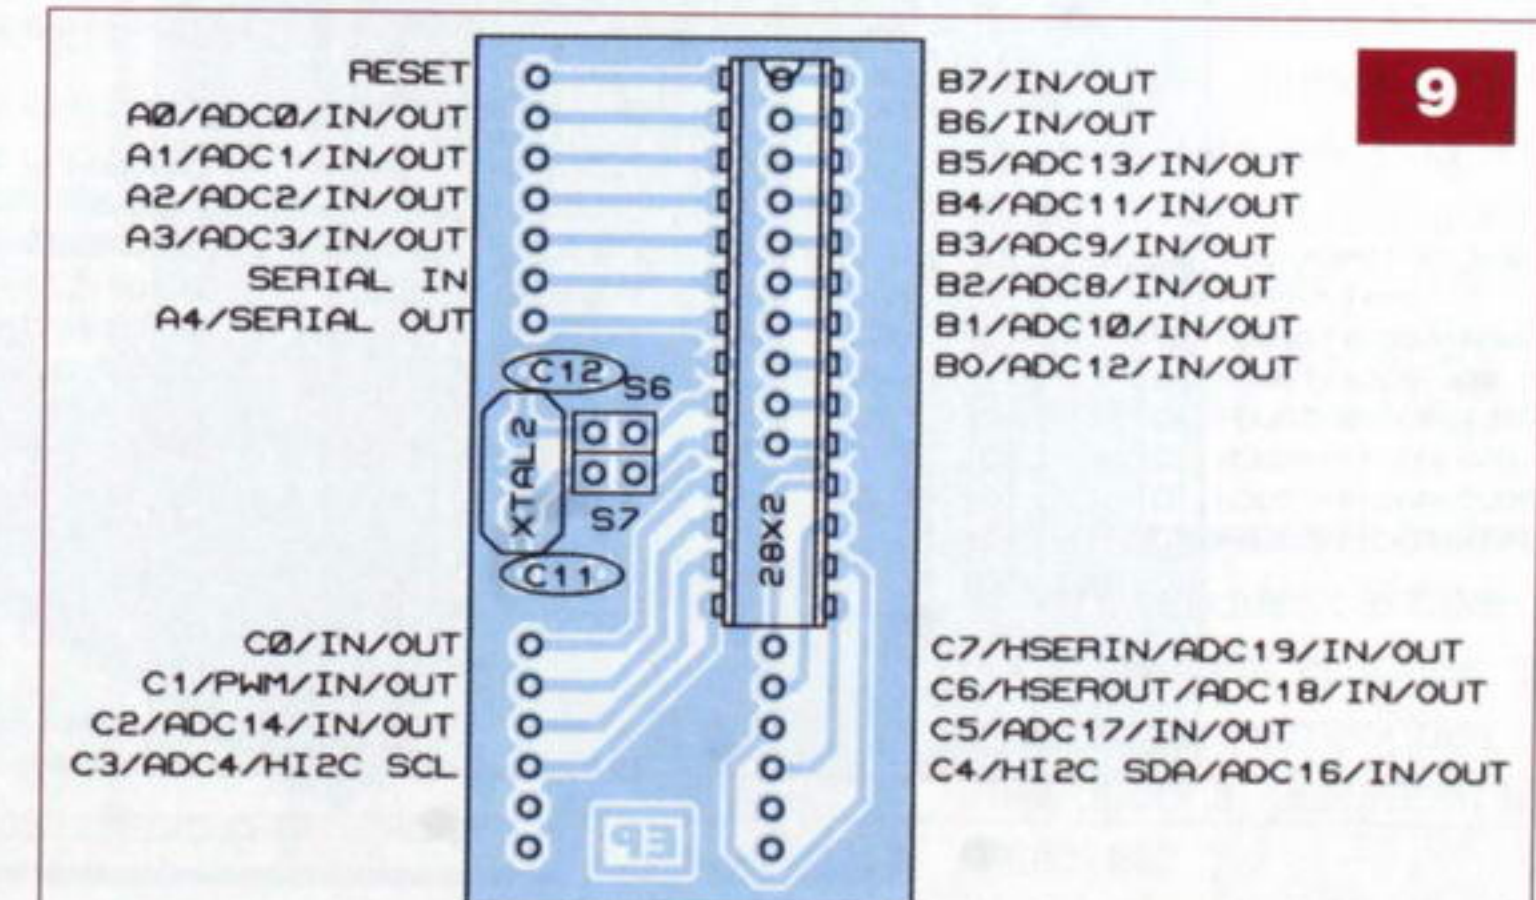 9
RESET
A0/ADC0/IN/OUT
A1/ADC1/IN/OUT
A2/ADC2/IN/OUT
A3/ADC3/IN/OUT
SERIAL IN
A4/SERIAL OUT
B7/IN/OUT
B6/IN/OUT
B5/ADC13/IN/OUT
B4/ADC11/IN/OUT
B3/ADC9/IN/OUT
B2/ADC8/IN/OUT
B1/ADC10/IN/OUT
B0/ADC12/IN/OUT
C12
S6
XTAL2
S7
C11
28X2
C0/IN/OUT
C1/PWM/IN/OUT
C2/ADC14/IN/OUT
C3/ADC4/HI2C SCL
C7/HSERIN/ADC19/IN/OUT
C6/HSEROUT/ADC18/IN/OUT
C5/ADC17/IN/OUT
C4/HI2C SDA/ADC16/IN/OUT
EP